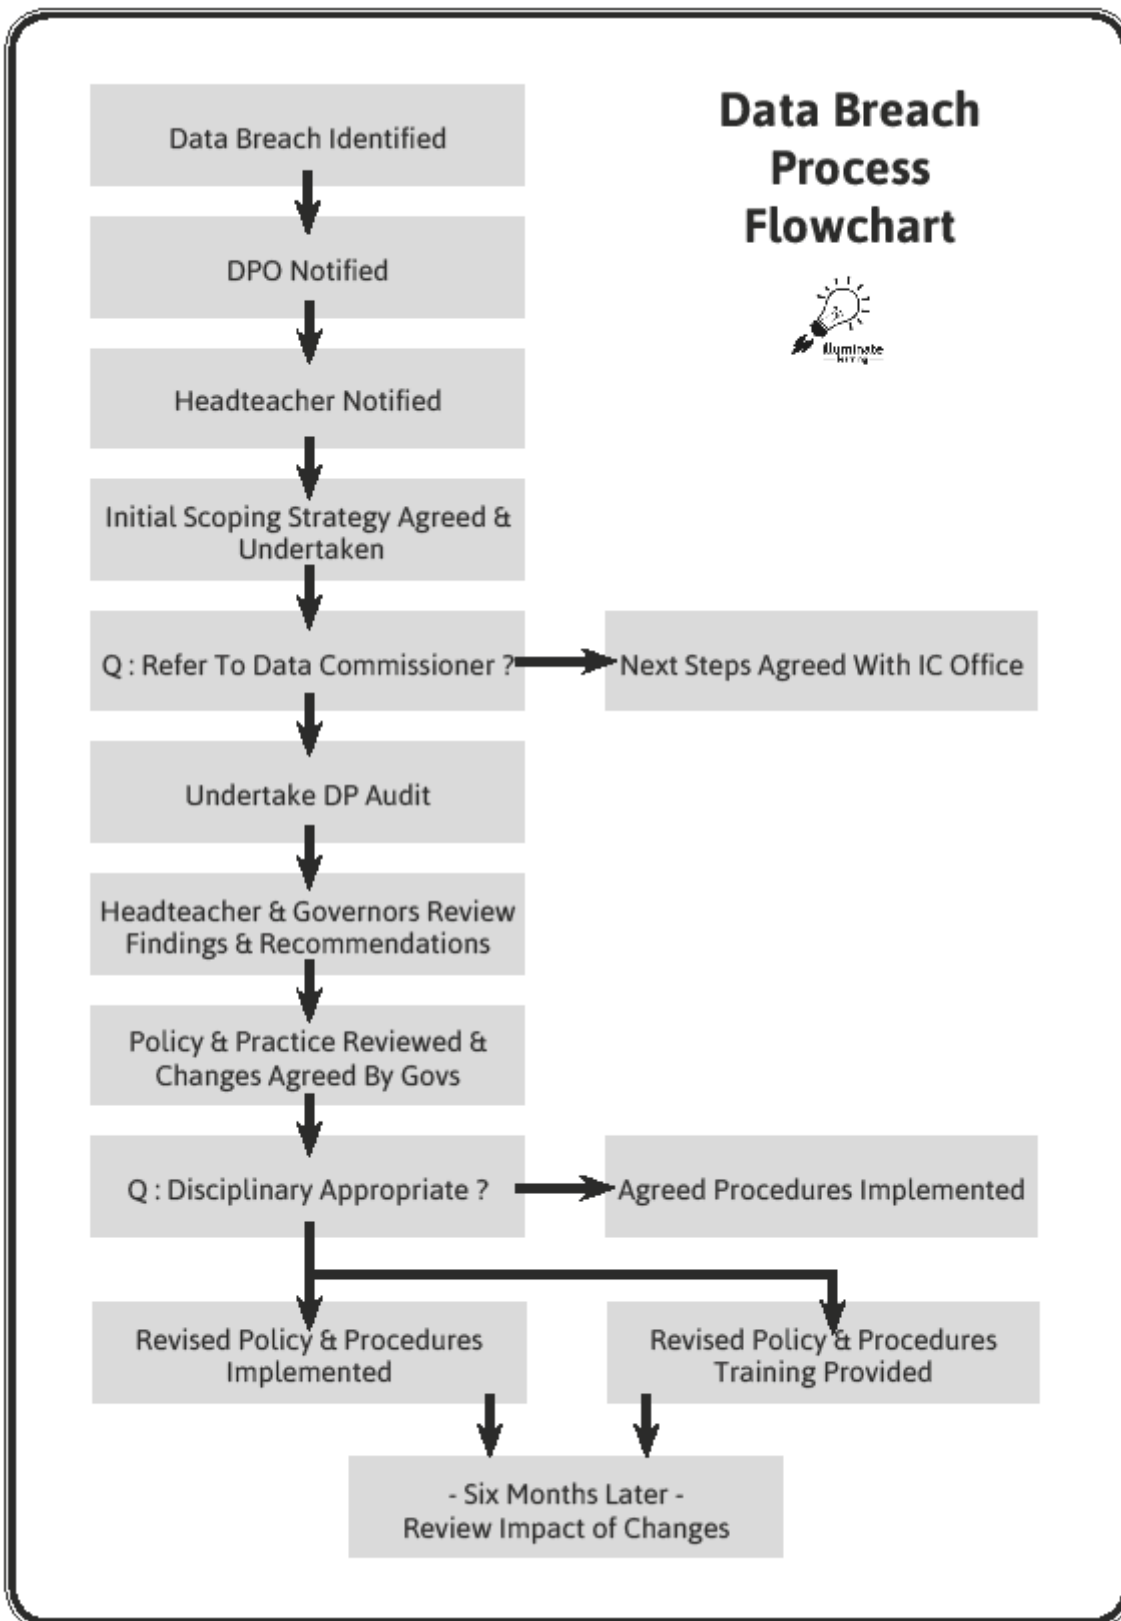 Data Breach
Process
Flowchart
illuminate
Data Breach Identified
DPO Notified
Headteacher Notified
Initial Scoping Strategy Agreed &
Undertaken
Q : Refer To Data Commissioner ?
Next Steps Agreed With IC Office
Undertake DP Audit
Headteacher & Governors Review
Findings & Recommendations
Policy & Practice Reviewed &
Changes Agreed By Govs
Q : Disciplinary Appropriate ?
Agreed Procedures Implemented
Revised Policy & Procedures
Implemented
Revised Policy & Procedures
Training Provided
- Six Months Later -
Review Impact of Changes